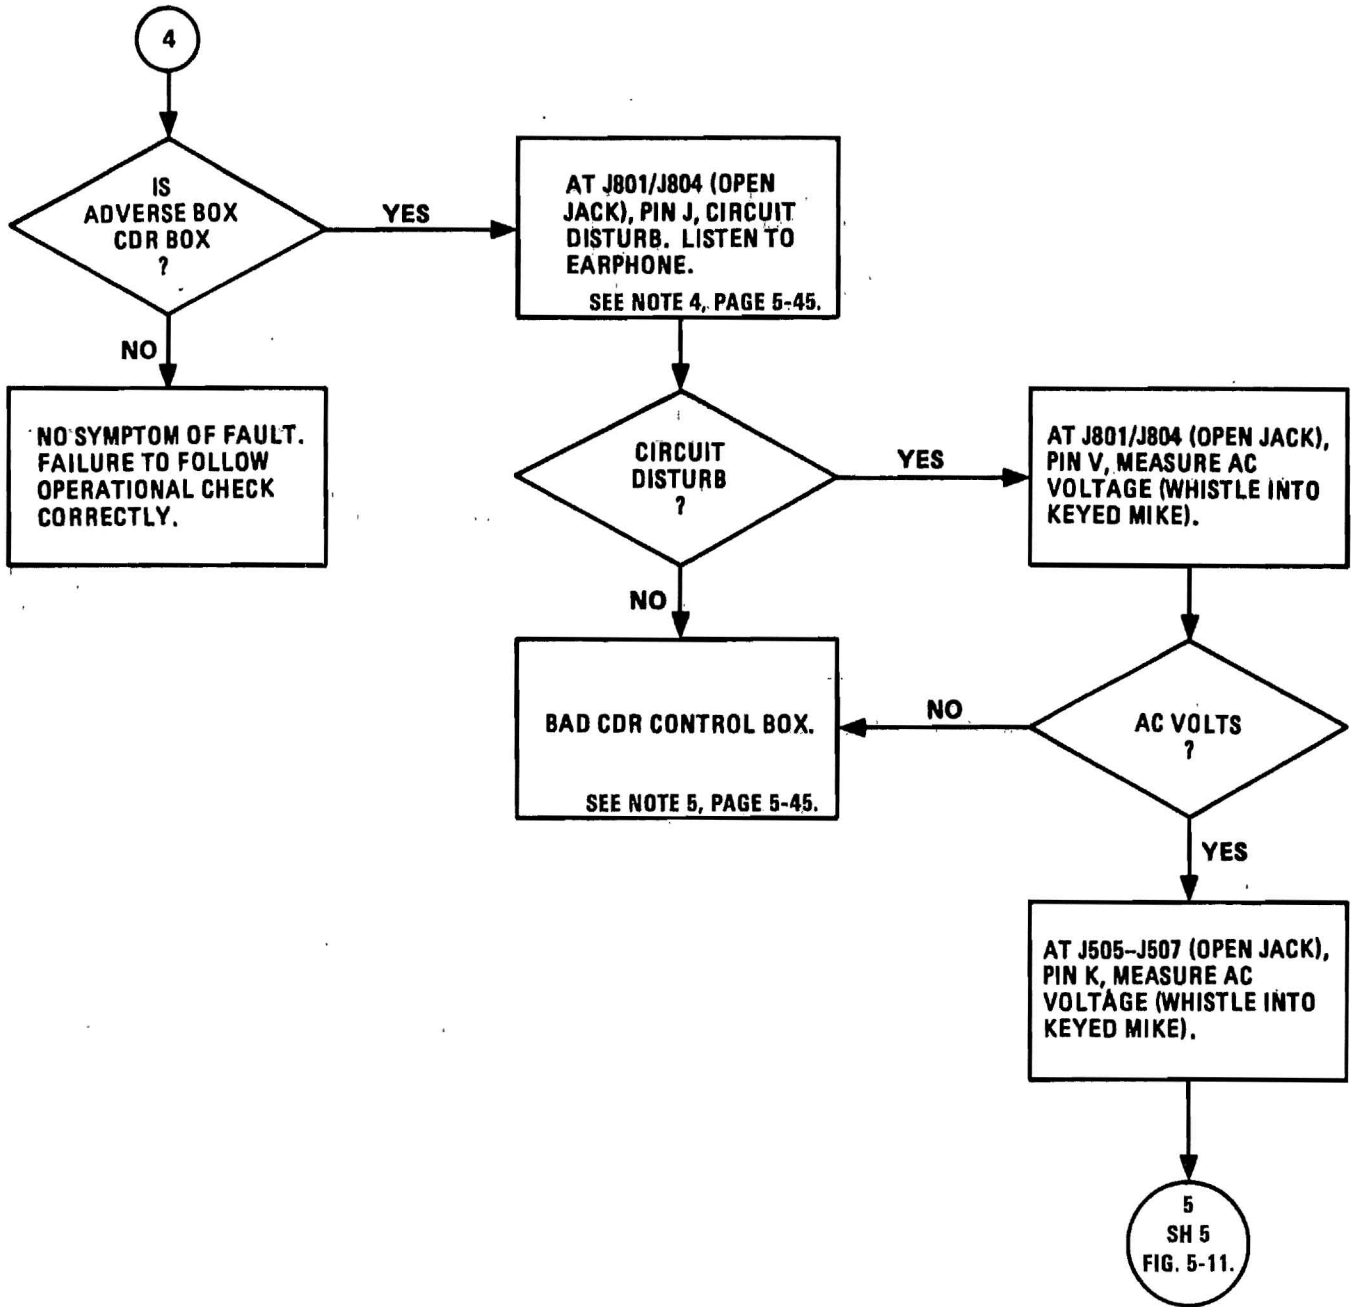 4
IS
ADVERSE BOX
CDR BOX
?
YES
NO
NO SYMPTOM OF FAULT.
FAILURE TO FOLLOW
OPERATIONAL CHECK
CORRECTLY.
AT J801/J804 (OPEN
JACK), PIN J, CIRCUIT
DISTURB. LISTEN TO
EARPHONE.
SEE NOTE 4, PAGE 5-45.
CIRCUIT
DISTURB
?
YES
NO
AT J801/J804 (OPEN JACK),
PIN V, MEASURE AC
VOLTAGE (WHISTLE INTO
KEYED MIKE).
BAD CDR CONTROL BOX.
SEE NOTE 5, PAGE 5-45.
NO
AC VOLTS
?
YES
AT J505-J507 (OPEN JACK),
PIN K, MEASURE AC
VOLTAGE (WHISTLE INTO
KEYED MIKE).
5
SH 5
FIG. 5-11.